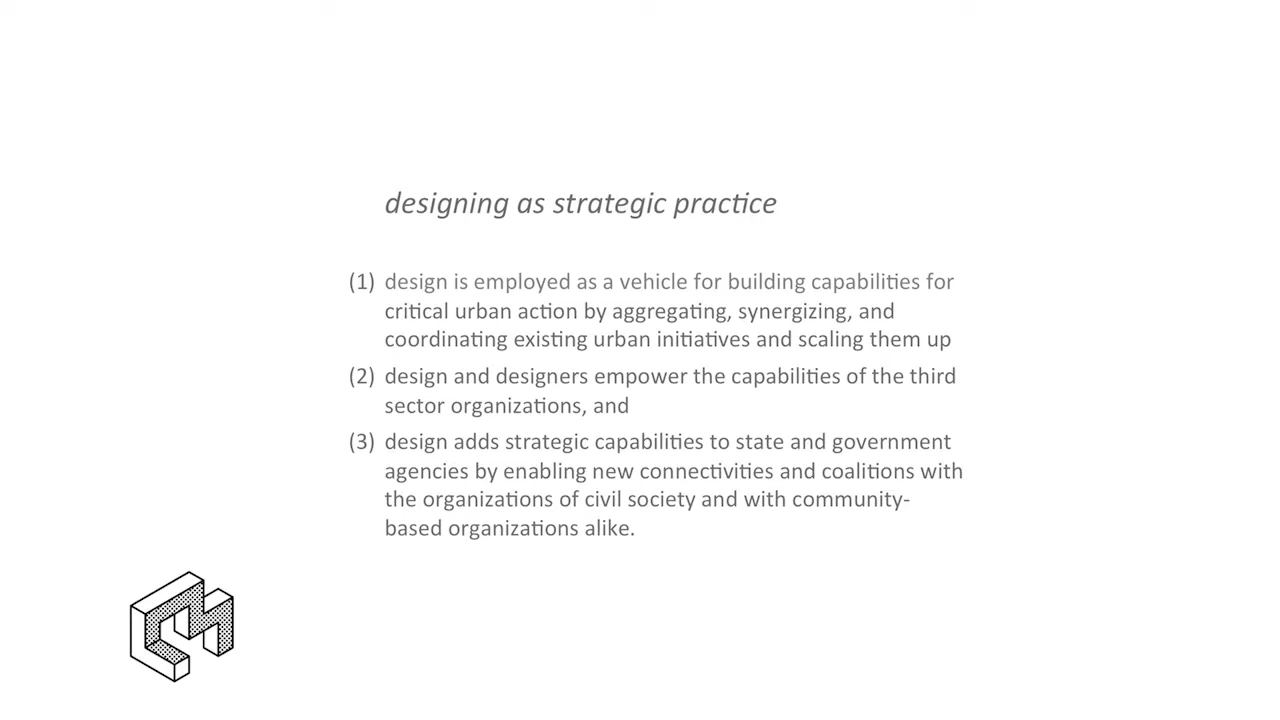 designing as strategic practice
(1) design is employed as a vehicle for building capabilities for
critical urban action by aggregating, synergizing, and
coordinating existing urban initiatives and scaling them up
(2) design and designers empower the capabilities of the third
sector organizations, and
(3) design adds strategic capabilities to state and government
agencies by enabling new connectivities and coalitions with
the organizations of civil society and with community-
based organizations alike.